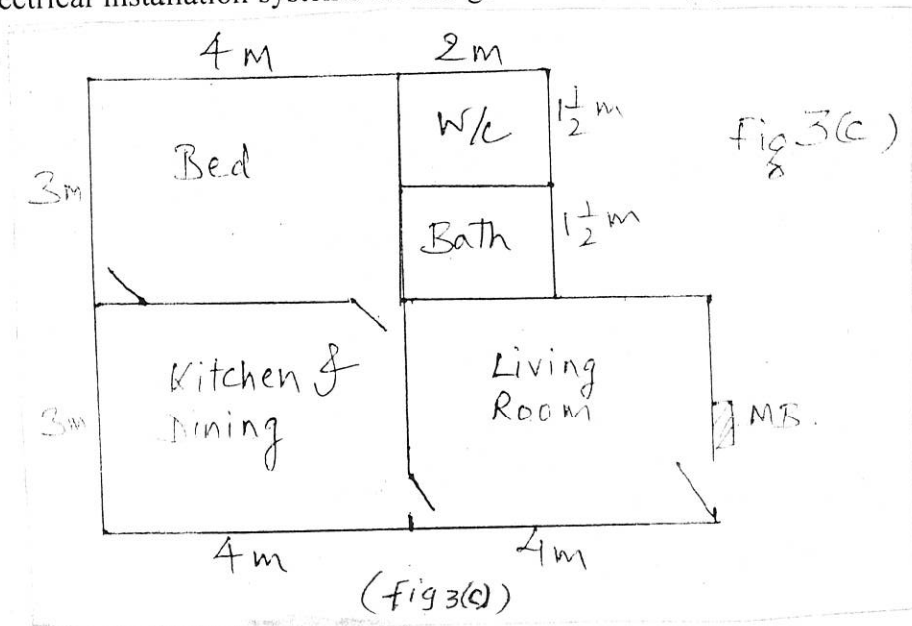 ectrical installation system
4 m 2 m
W/c 1 1/2 m
fig 3(c)
Bed
3m
Bath 1 1/2 m
Kitchen &
Dining
Living
Room
3m
MB.
4 m 4m
(fig 3(c))